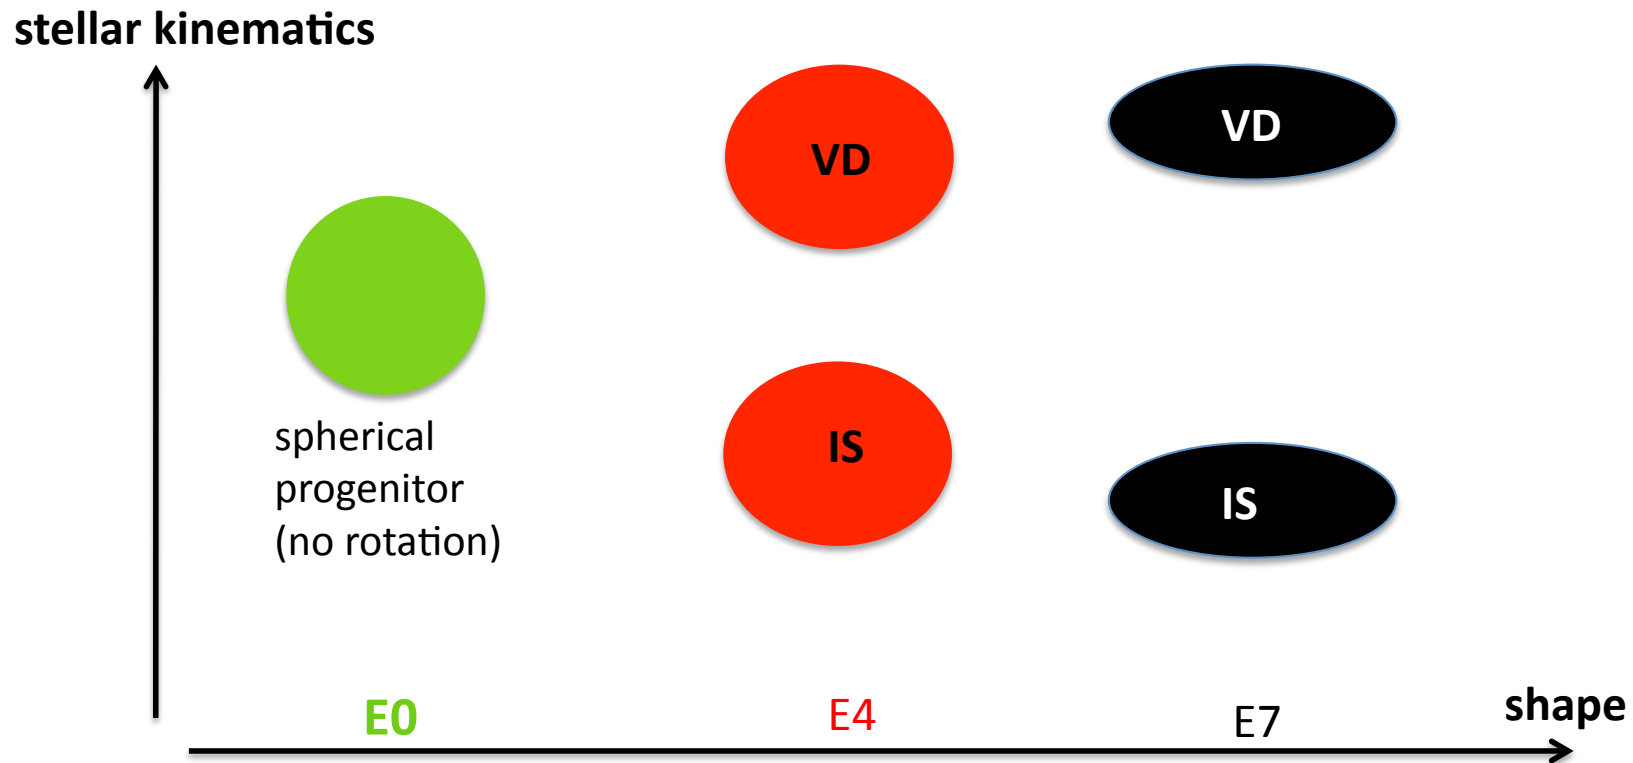 stellar kinematics
VD
VD
spherical
progenitor
(no rotation)
IS
IS
E0
E4
E7
shape